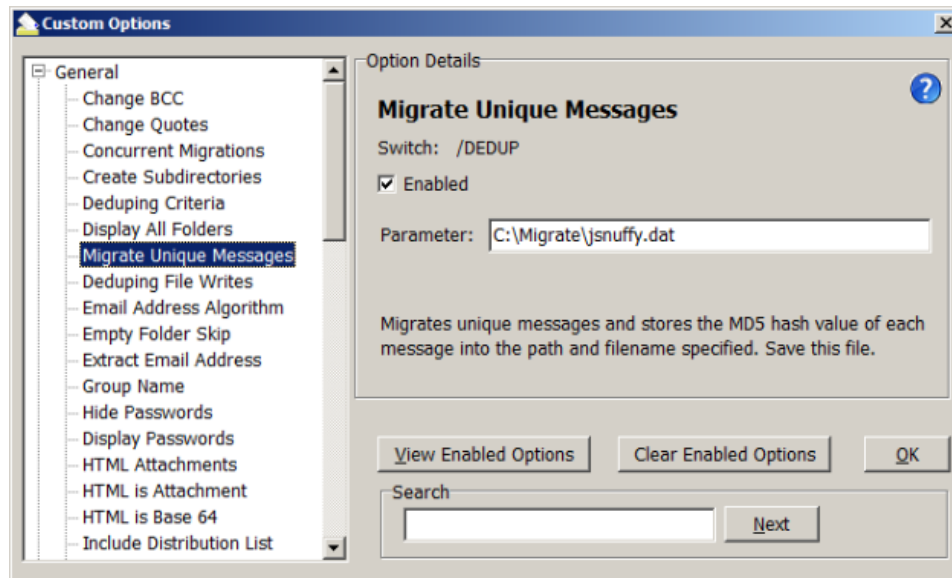 Custom Options
General
Change BCC
Change Quotes
Concurrent Migrations
Create Subdirectories
Deduping Criteria
Display All Folders
Migrate Unique Messages
Deduping File Writes
Email Address Algorithm
Empty Folder Skip
Extract Email Address
Group Name
Hide Passwords
Display Passwords
HTML Attachments
HTML is Attachment
HTML is Base 64
Include Distribution List
Option Details
?
Migrate Unique Messages
Switch: /DEDUP
Enabled
Parameter: C:\Migrate\jsnuffy.dat
Migrates unique messages and stores the MD5 hash value of each
message into the path and filename specified. Save this file.
View Enabled Options Clear Enabled Options OK
Search
Next